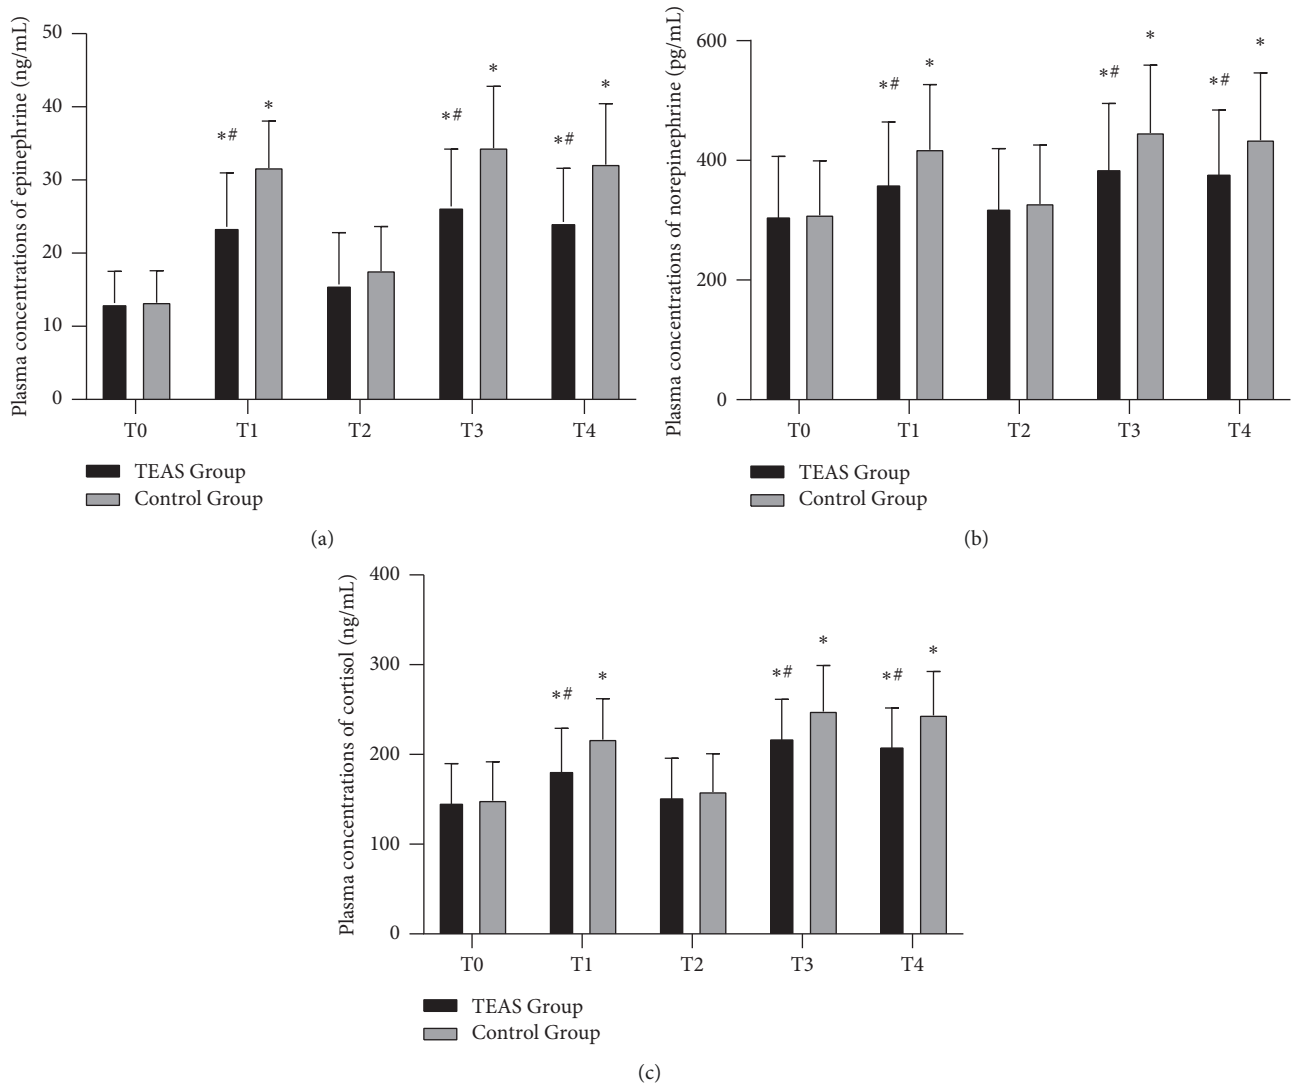 Plasma concentrations of epinephrine (ng/mL)
50
40
30
20
10
0
*#
*
*#
*
*#
*
T0 T1 T2 T3 T4
TEAS Group
Control Group
(a)
Plasma concentrations of norepinephrine (pg/mL)
600
400
200
0
*#
*
*#
*
*#
*
T0 T1 T2 T3 T4
TEAS Group
Control Group
(b)
Plasma concentrations of cortisol (ng/mL)
400
300
200
100
0
*#
*
*#
*
*#
*
T0 T1 T2 T3 T4
TEAS Group
Control Group
(c)